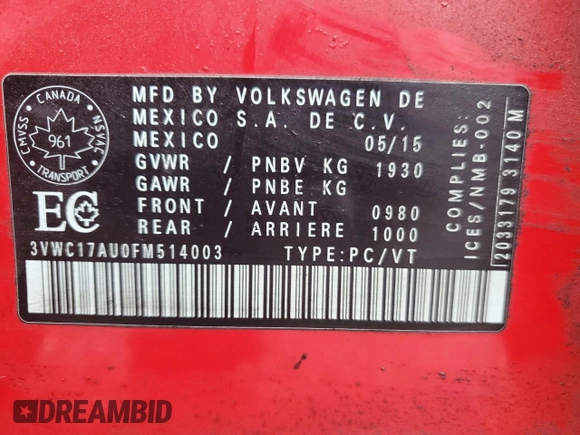 CANADA
CMVSS
NSVAC
961
TRANSPORT
EC
MFD BY VOLKSWAGEN DE
MEXICO S.A. DE C.V.
MEXICO 05/15
GVWR / PNBV KG 1930
GAWR / PNBE KG
FRONT / AVANT 0980
REAR / ARRIERE 1000
3VWC17AU0FM514003 TYPE:PC/VT
COMPLIES:
ICES/NMB-002
2033179 3140 M
DREAMBID